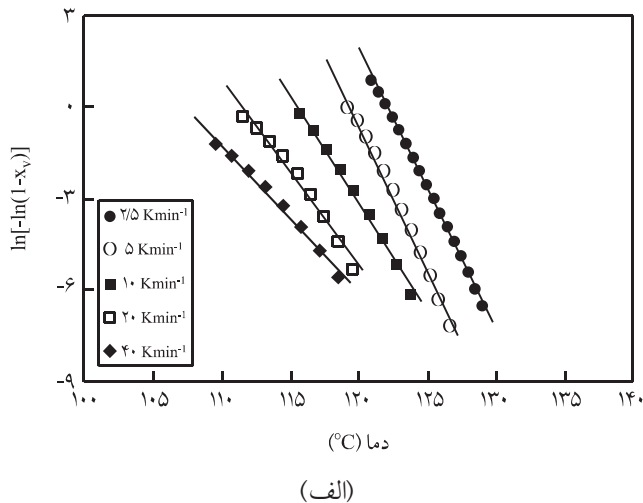 ۳
۰
-۳
-۶
-۹
ln[-ln(1-xᵥ)]
۲/۵ Kmin⁻¹
۵ Kmin⁻¹
۱۰ Kmin⁻¹
۲۰ Kmin⁻¹
۴۰ Kmin⁻¹
۱۰۰ ۱۰۵ ۱۱۰ ۱۱۵ ۱۲۰ ۱۲۵ ۱۳۰ ۱۳۵ ۱۴۰
دما (°C)
(الف)